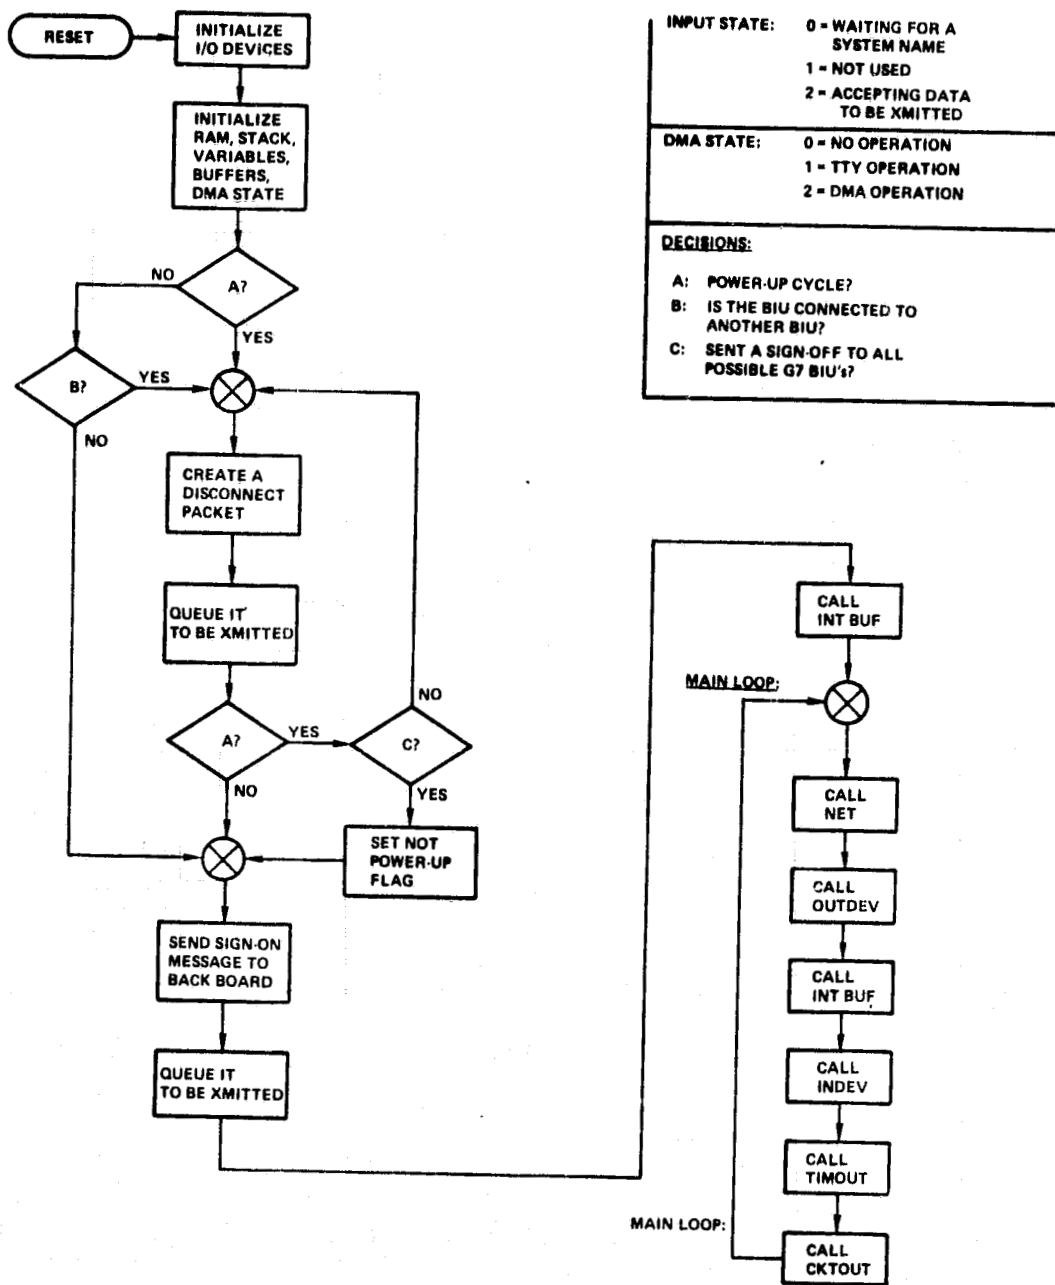 RESET
INITIALIZE
I/O DEVICES
INITIALIZE
RAM, STACK,
VARIABLES,
BUFFERS,
DMA STATE
A?
NO
YES
B?
YES
NO
CREATE A
DISCONNECT
PACKET
QUEUE IT
TO BE XMITTED
A?
YES
NO
C?
NO
YES
SET NOT
POWER-UP
FLAG
SEND SIGN-ON
MESSAGE TO
BACK BOARD
QUEUE IT
TO BE XMITTED
INPUT STATE: 0 = WAITING FOR A
SYSTEM NAME
1 = NOT USED
2 = ACCEPTING DATA
TO BE XMITTED
DMA STATE: 0 = NO OPERATION
1 = TTY OPERATION
2 = DMA OPERATION
DECISIONS:
A: POWER-UP CYCLE?
B: IS THE BIU CONNECTED TO
ANOTHER BIU?
C: SENT A SIGN-OFF TO ALL
POSSIBLE G7 BIU's?
CALL
INT BUF
MAIN LOOP:
CALL
NET
CALL
OUTDEV
CALL
INT BUF
CALL
INDEV
CALL
TIMOUT
MAIN LOOP:
CALL
CKTOUT